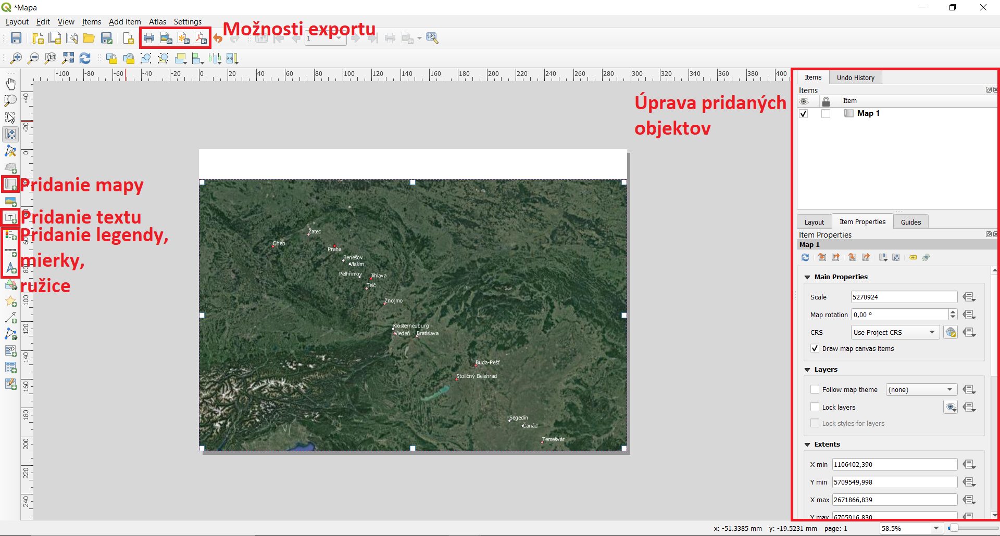 *Mapa
Layout Edit View Items Add Item Atlas Settings
Možnosti exportu
1
-100 -80 -60 -40 -20 0 20 40 60 80 100 120 140 160 180 200 220 240 260 280 300 320 340 360 380 400
-40
-20
0
60
80
100
120
140
160
180
200
220
240
Pridanie mapy
Pridanie textu
Pridanie legendy,
mierky,
ružice
Úprava pridaných
objektov
Žatec
Cheb
Praha
Benešov
Vlašim
Pelhřimov
Jihlava
Telč
Znojmo
Klosterneuburg
Viedeň Bratislava
Buda-Pešť
Stoličný Belehrad
Segedín
Čanád
Temešvár
Items Undo History
Items
Item
Map 1
Layout Item Properties Guides
Item Properties
Map 1
Main Properties
Scale 5270924
Map rotation 0,00 °
CRS Use Project CRS
Draw map canvas items
Layers
Follow map theme (none)
Lock layers
Lock styles for layers
Extents
X min 1106402,390
Y min 5709549,998
X max 2671866,839
Y max 6705916,830
x: -51.3385 mm y: -19.5231 mm page: 1 58.5%